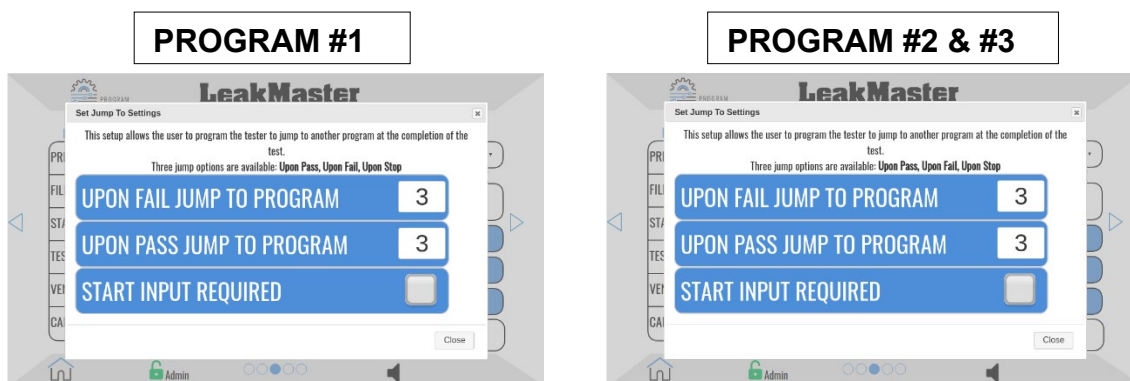 PROGRAM #1
PROGRAM
LeakMaster
Set Jump To Settings
This setup allows the user to program the tester to jump to another program at the completion of the
test.
Three jump options are available: Upon Pass, Upon Fail, Upon Stop
UPON FAIL JUMP TO PROGRAM 3
UPON PASS JUMP TO PROGRAM 3
START INPUT REQUIRED
Close
Admin
PROGRAM #2 & #3
PROGRAM
LeakMaster
Set Jump To Settings
This setup allows the user to program the tester to jump to another program at the completion of the
test.
Three jump options are available: Upon Pass, Upon Fail, Upon Stop
UPON FAIL JUMP TO PROGRAM 3
UPON PASS JUMP TO PROGRAM 3
START INPUT REQUIRED
Close
Admin